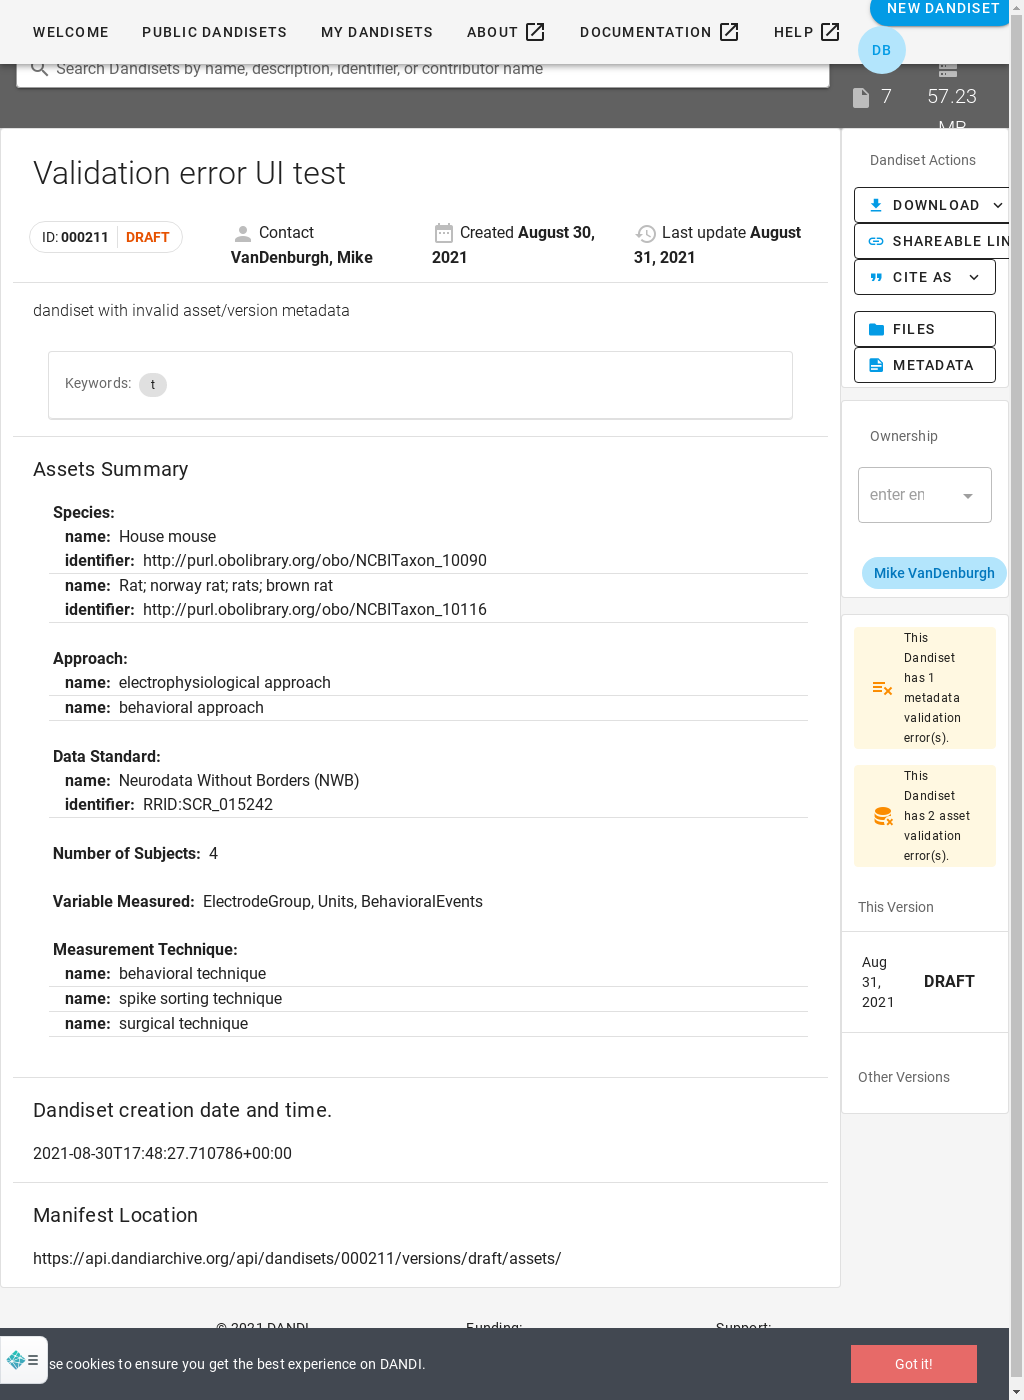 WELCOME
PUBLIC DANDISETS
MY DANDISETS
ABOUT
DOCUMENTATION
HELP
NEW DANDISET
DB
Search Dandisets by name, description, identifier, or contributor name
7
57.23
MB
Validation error UI test
ID: 000211 DRAFT
Contact
VanDenburgh, Mike
Created August 30,
2021
Last update August
31, 2021
dandiset with invalid asset/version metadata
Keywords: t
Assets Summary
Species:
name: House mouse
identifier: http://purl.obolibrary.org/obo/NCBITaxon_10090
name: Rat; norway rat; rats; brown rat
identifier: http://purl.obolibrary.org/obo/NCBITaxon_10116
Approach:
name: electrophysiological approach
name: behavioral approach
Data Standard:
name: Neurodata Without Borders (NWB)
identifier: RRID:SCR_015242
Number of Subjects: 4
Variable Measured: ElectrodeGroup, Units, BehavioralEvents
Measurement Technique:
name: behavioral technique
name: spike sorting technique
name: surgical technique
Dandiset creation date and time.
2021-08-30T17:48:27.710786+00:00
Manifest Location
https://api.dandiarchive.org/api/dandisets/000211/versions/draft/assets/
Dandiset Actions
DOWNLOAD
SHAREABLE LIN
CITE AS
FILES
METADATA
Ownership
enter en
Mike VanDenburgh
This
Dandiset
has 1
metadata
validation
error(s).
This
Dandiset
has 2 asset
validation
error(s).
This Version
Aug
31,
2021
DRAFT
Other Versions
© 2021 DANDI
Funding:
Support:
se cookies to ensure you get the best experience on DANDI.
Got it!